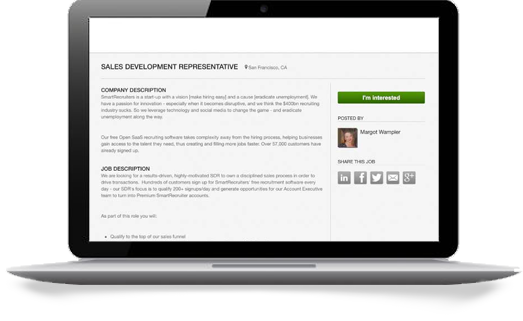 SALES DEVELOPMENT REPRESENTATIVE San Francisco, CA
COMPANY DESCRIPTION
SmartRecruiters is a start-up with a vision [make hiring easy] and a cause [eradicate unemployment]. We
have a passion for innovation - especially when it becomes disruptive, and we think the $400bn recruiting
industry sucks. So we leverage technology and social media to change the game - and eradicate
unemployment along the way.
Our free Open SaaS recruiting software takes complexity away from the hiring process, helping businesses
gain access to the talent they need, thus creating and filling more jobs faster. Over 57,000 customers have
already signed up.
JOB DESCRIPTION
We are looking for a results-driven, highly motivated SDR to own a disciplined sales process in order to
drive transactions. Hundreds of customers sign up for SmartRecruiters' free recruitment software every
day - our SDR's focus is to qualify 200+ signups/day and generate opportunities for our Account Executive
team to turn into Premium SmartRecruiter accounts.
As part of this role you will:
• Qualify to the top of our sales funnel
I'm interested
POSTED BY
Margot Wampler
SHARE THIS JOB
in f g+